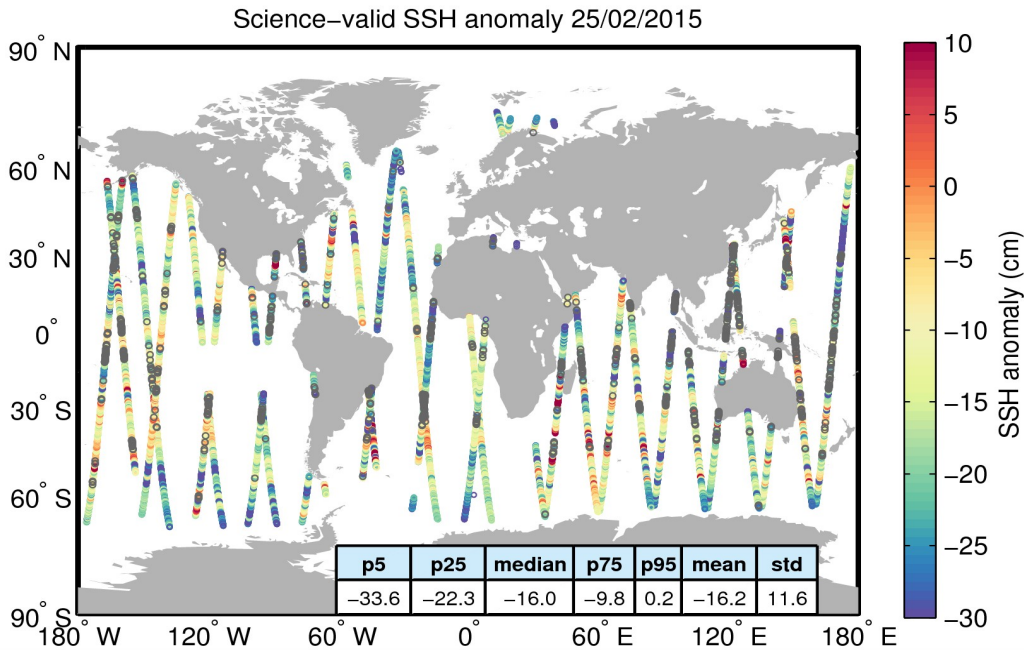 Science−valid SSH anomaly 25/02/2015
90° N
60° N
30° N
0°
30° S
60° S
90° S
180° W
120° W
60° W
0°
60° E
120° E
180° E
p5 p25 median p75 p95 mean std
−33.6 −22.3 −16.0 −9.8 0.2 −16.2 11.6
10
5
0
−5
−10
−15
−20
−25
−30
SSH anomaly (cm)